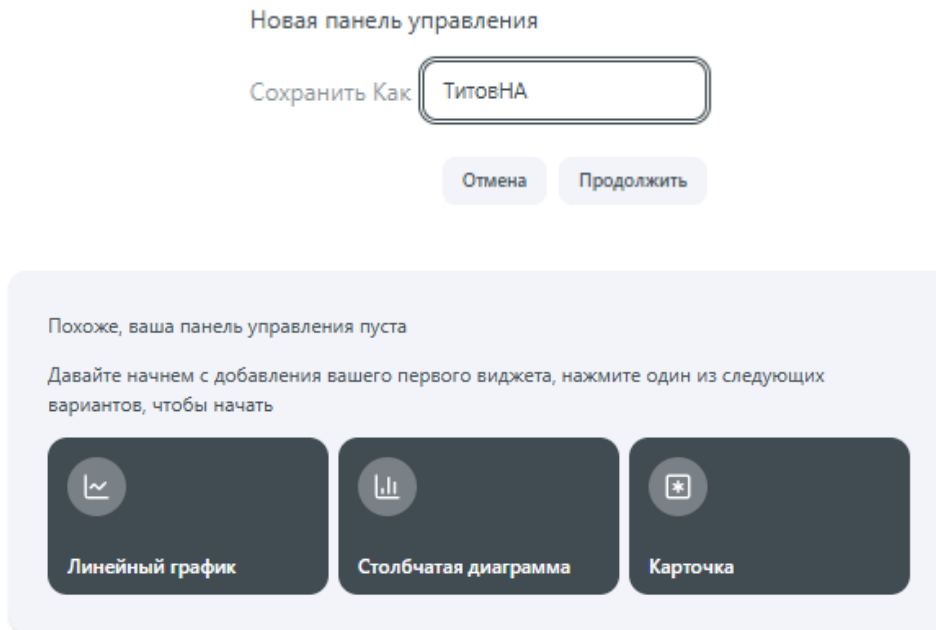 Новая панель управления
Сохранить Как ТитовНА
Отмена Продолжить
Похоже, ваша панель управления пуста
Давайте начнем с добавления вашего первого виджета, нажмите один из следующих
вариантов, чтобы начать
Линейный график Столбчатая диаграмма Карточка